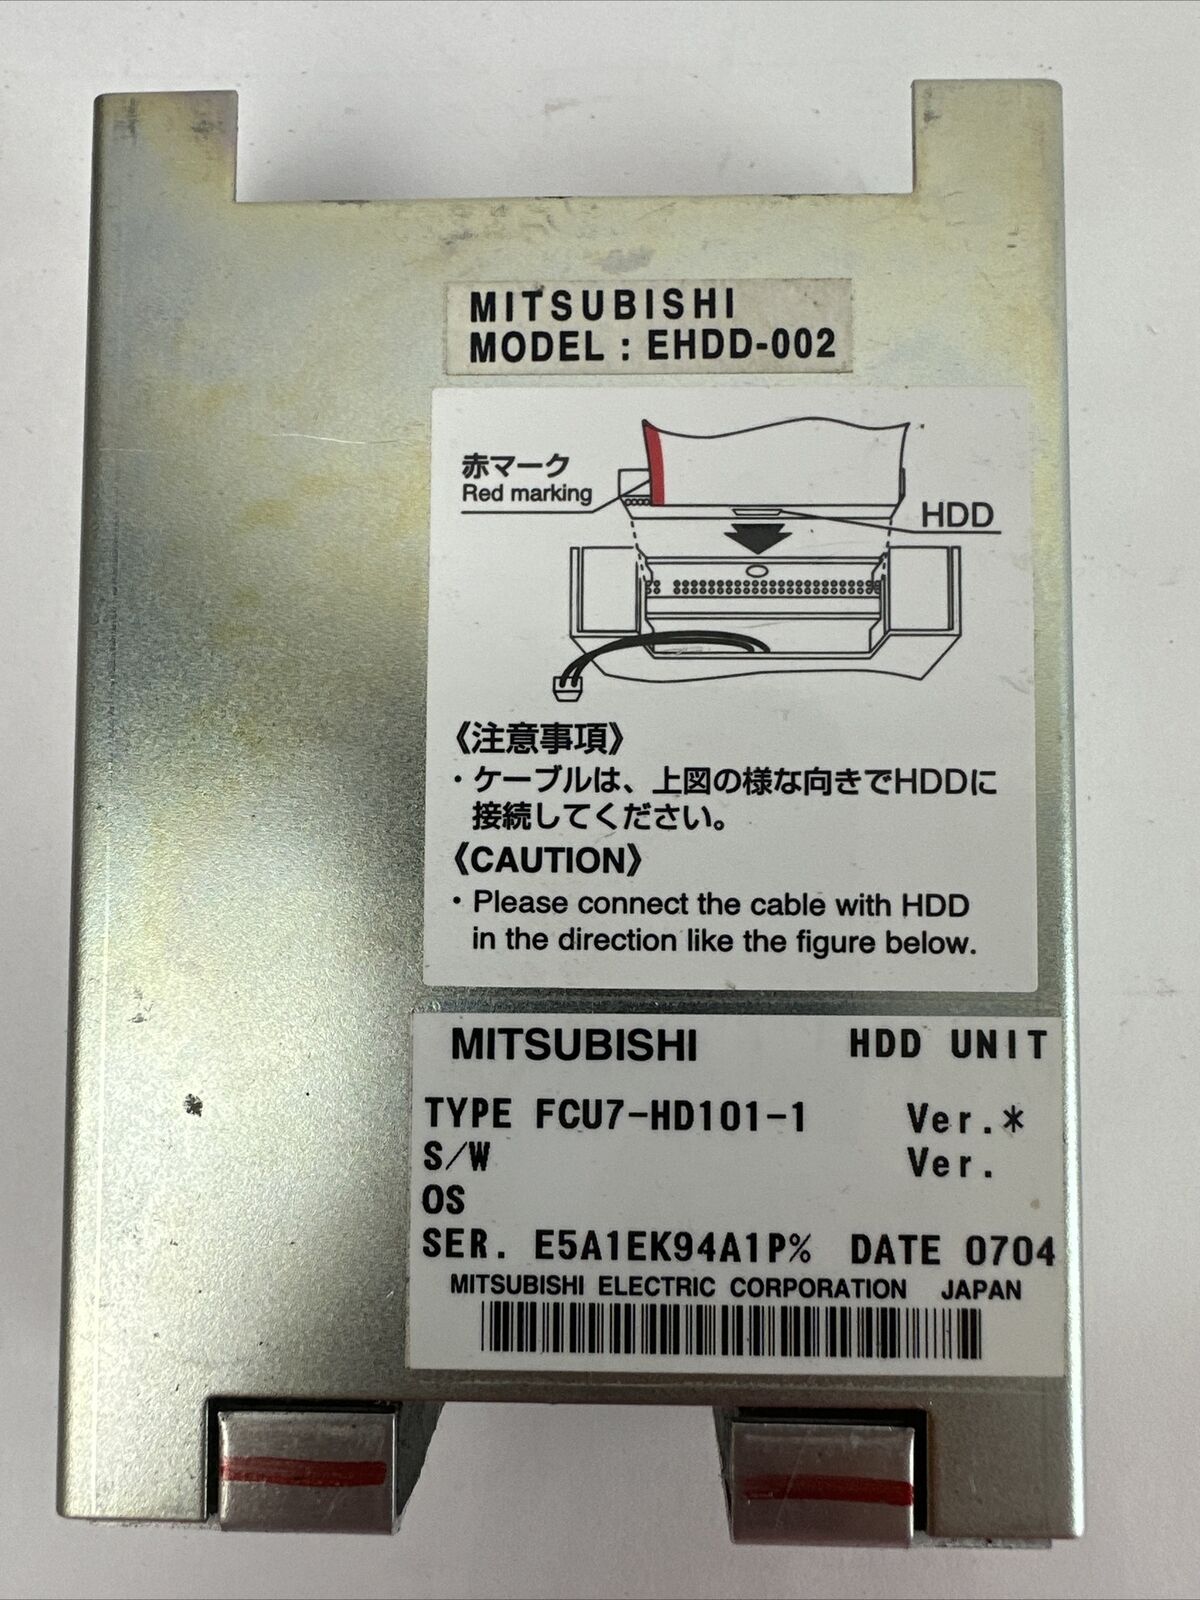 MITSUBISHI
MODEL : EHDD-002
赤マーク
Red marking
HDD
《注意事項》
・ケーブルは、上図の様な向きでHDDに
接続してください。
《CAUTION》
・Please connect the cable with HDD
in the direction like the figure below.
MITSUBISHI HDD UNIT
TYPE FCU7-HD101-1 Ver.*
S/W Ver.
OS
SER. E5A1EK94A1P% DATE 0704
MITSUBISHI ELECTRIC CORPORATION JAPAN